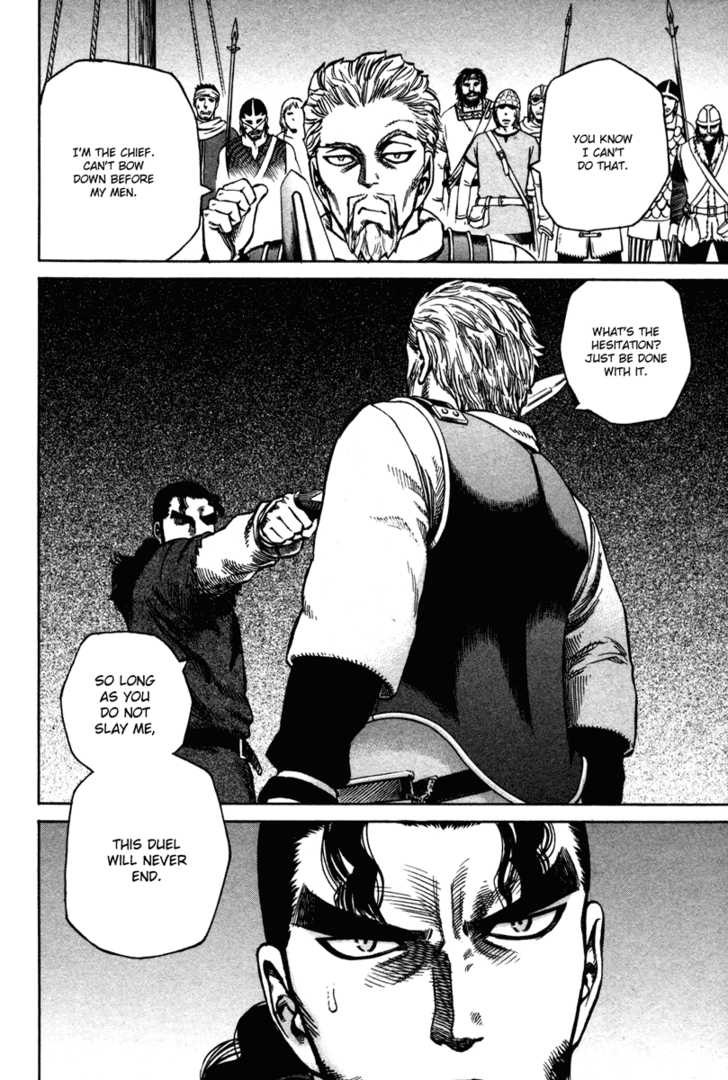 YOU KNOW
I CAN'T
DO THAT.
I'M THE CHIEF.
CAN'T BOW
DOWN BEFORE
MY MEN.
WHAT'S THE
HESITATION?
JUST BE DONE
WITH IT.
SO LONG
AS YOU
DO NOT
SLAY ME,
THIS DUEL
WILL NEVER
END.